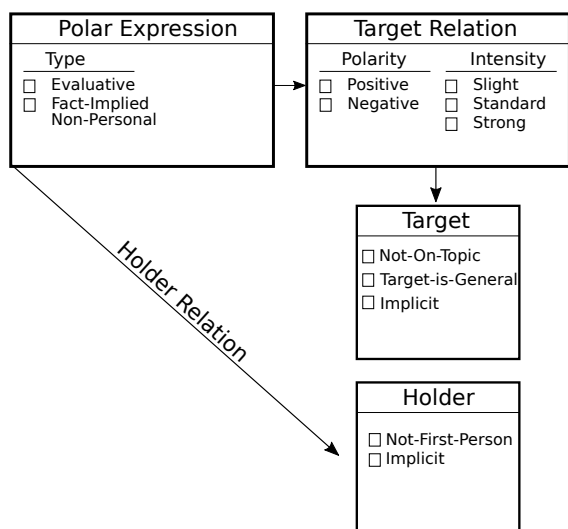 Polar Expression
Type
Evaluative
Fact-Implied
Non-Personal
Target Relation
Polarity
Positive
Negative
Intensity
Slight
Standard
Strong
Target
Not-On-Topic
Target-is-General
Implicit
Holder Relation
Holder
Not-First-Person
Implicit